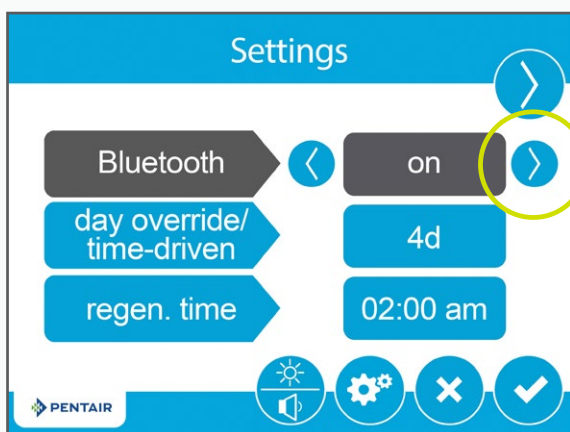 Settings
Bluetooth
on
day override/
time-driven
4d
regen. time
02:00 am
PENTAIR